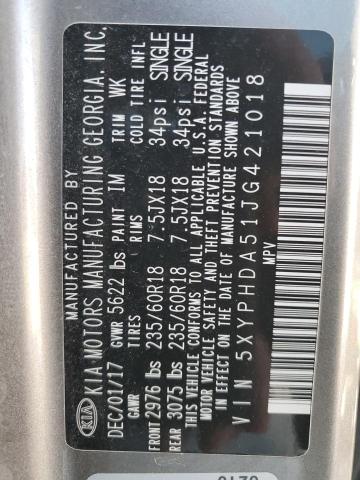 KIA
MANUFACTURED BY
KIA MOTORS MANUFACTURING GEORGIA, INC.
DEC/01/17 GVWR 5622 lbs PAINT IM TRIM WK
GAWR TIRES RIMS COLD TIRE INFL
FRONT 2976 lbs 235/60R18 7.5JX18 34psi SINGLE
REAR 3075 lbs 235/60R18 7.5JX18 34psi SINGLE
THIS VEHICLE CONFORMS TO ALL APPLICABLE U.S.A. FEDERAL
MOTOR VEHICLE SAFETY AND THEFT PREVENTION STANDARDS
IN EFFECT ON THE DATE OF MANUFACTURE SHOWN ABOVE
VIN 5XYPHDA51JG421018
MPV